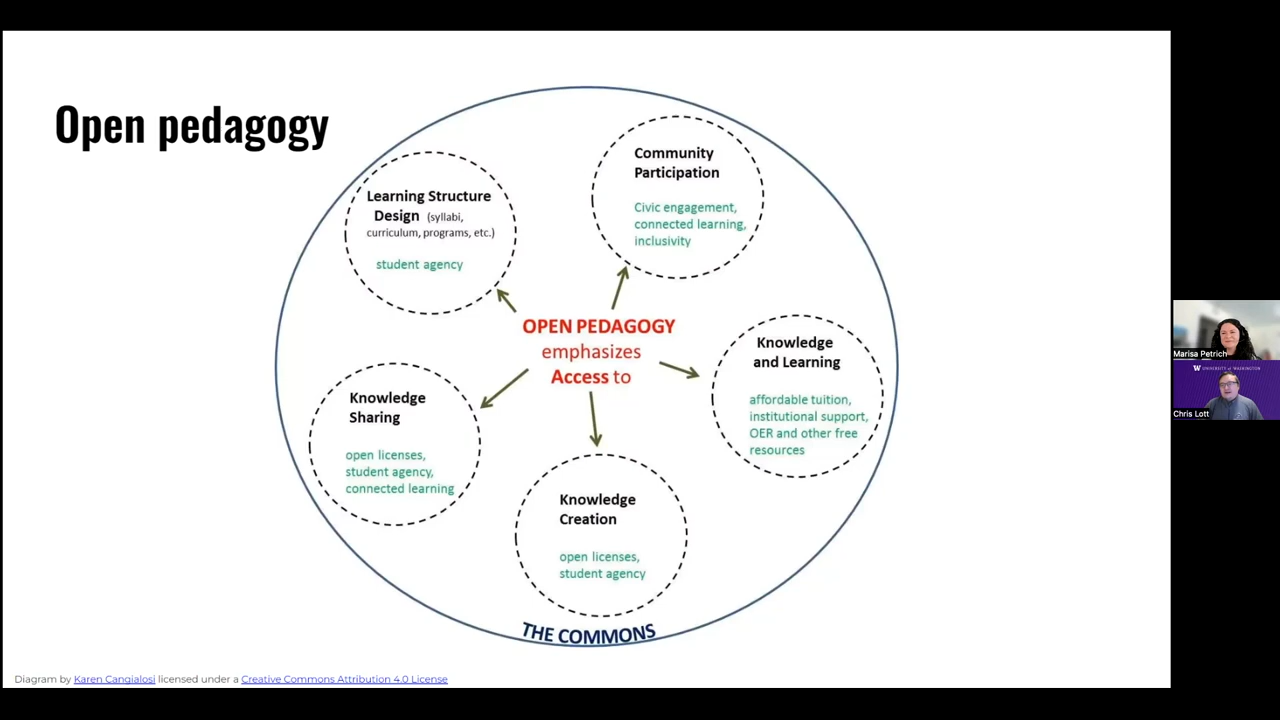 Open pedagogy
Learning Structure
Design (syllabi,
curriculum, programs, etc.)
student agency
Community
Participation
Civic engagement,
connected learning,
inclusivity
OPEN PEDAGOGY
emphasizes
Access to
Knowledge
and Learning
affordable tuition,
institutional support,
OER and other free
resources
Knowledge
Sharing
open licenses,
student agency,
connected learning
Knowledge
Creation
open licenses,
student agency
THE COMMONS
Diagram by Karen Cangialosi licensed under a Creative Commons Attribution 4.0 License
Marisa Petrich
W UNIVERSITY of WASHINGTON
Chris Lott